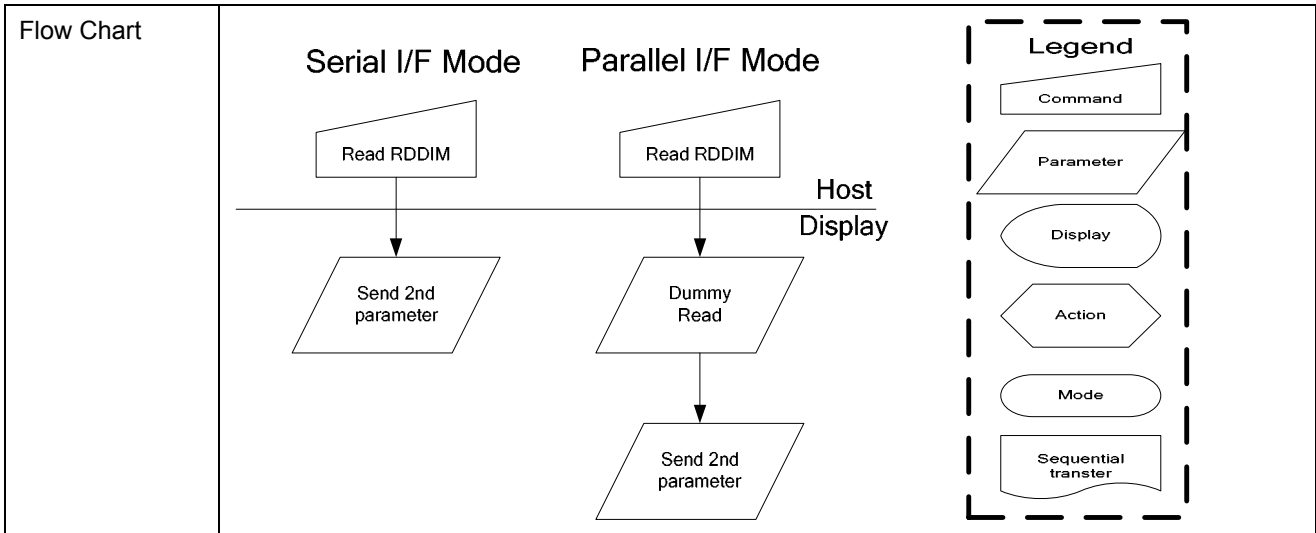 Flow Chart
Serial I/F Mode
Parallel I/F Mode
Read RDDIM
Read RDDIM
Host
Display
Send 2nd
parameter
Dummy
Read
Send 2nd
parameter
Legend
Command
Parameter
Display
Action
Mode
Sequential
transter